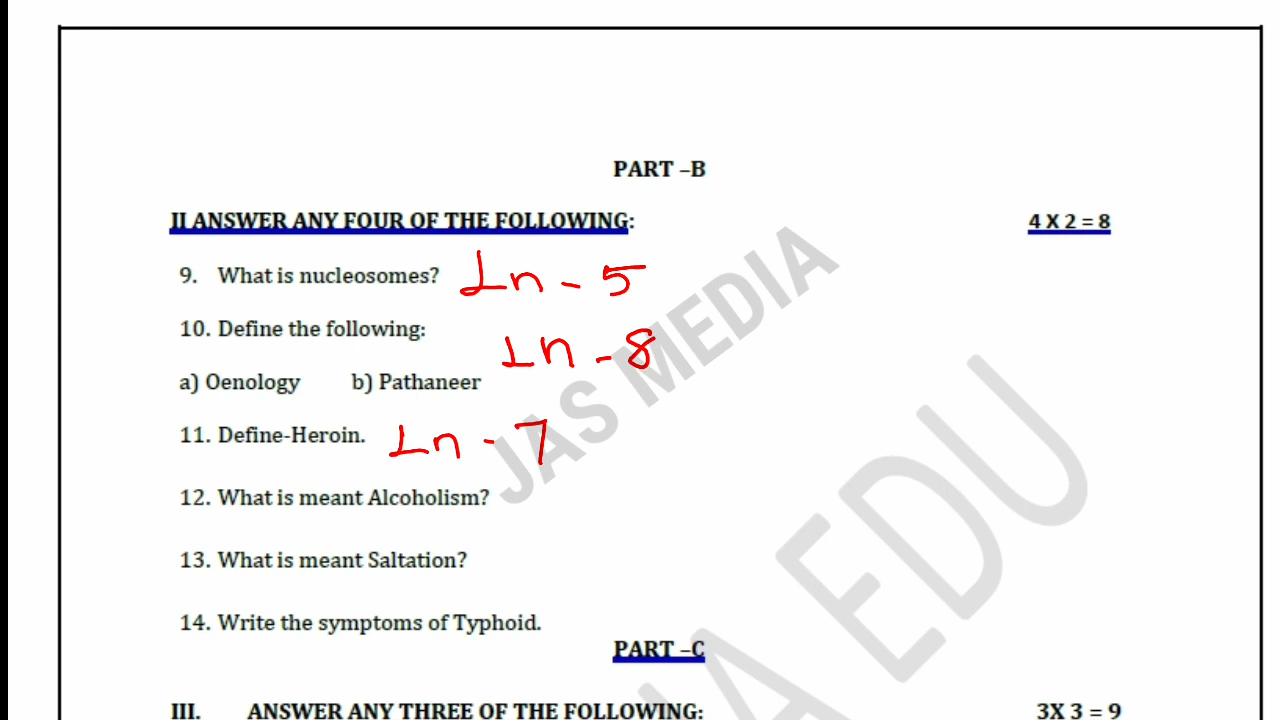 PART –B
II ANSWER ANY FOUR OF THE FOLLOWING: 4 X 2 = 8
9. What is nucleosomes? Ln - 5
10. Define the following: Ln - 8
a) Oenology b) Pathaneer
11. Define-Heroin. Ln - 7
12. What is meant Alcoholism?
13. What is meant Saltation?
14. Write the symptoms of Typhoid.
PART –C
III. ANSWER ANY THREE OF THE FOLLOWING: 3X 3 = 9
JAS MEDIA
IA EDU